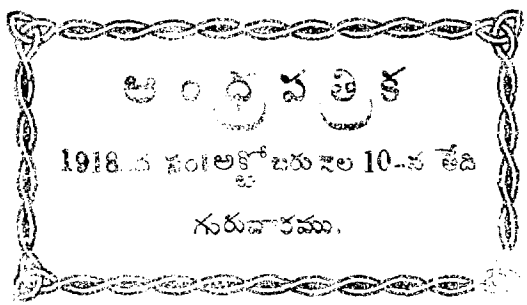 ఆంధ్రపత్రిక
1918 వ సం॥ అక్టోబరు నెల 10-వ తేది
గురువారము.